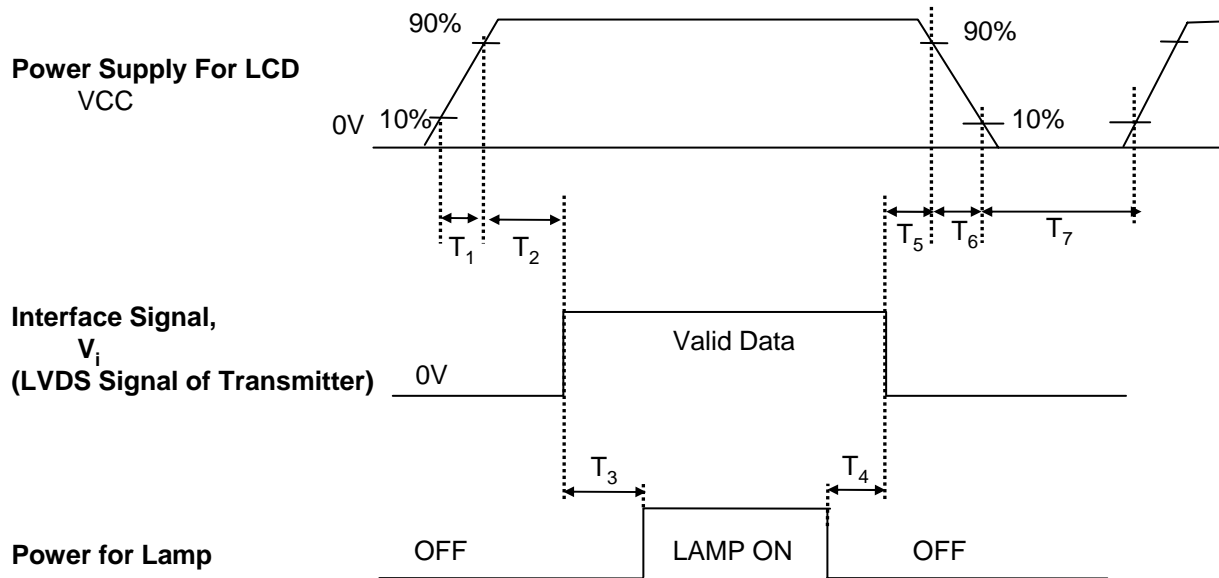 90%
90%
Power Supply For LCD
VCC
0V
10%
10%
T1
T2
T5
T6
T7
Interface Signal,
Vi
(LVDS Signal of Transmitter)
0V
Valid Data
T3
T4
Power for Lamp
OFF
LAMP ON
OFF